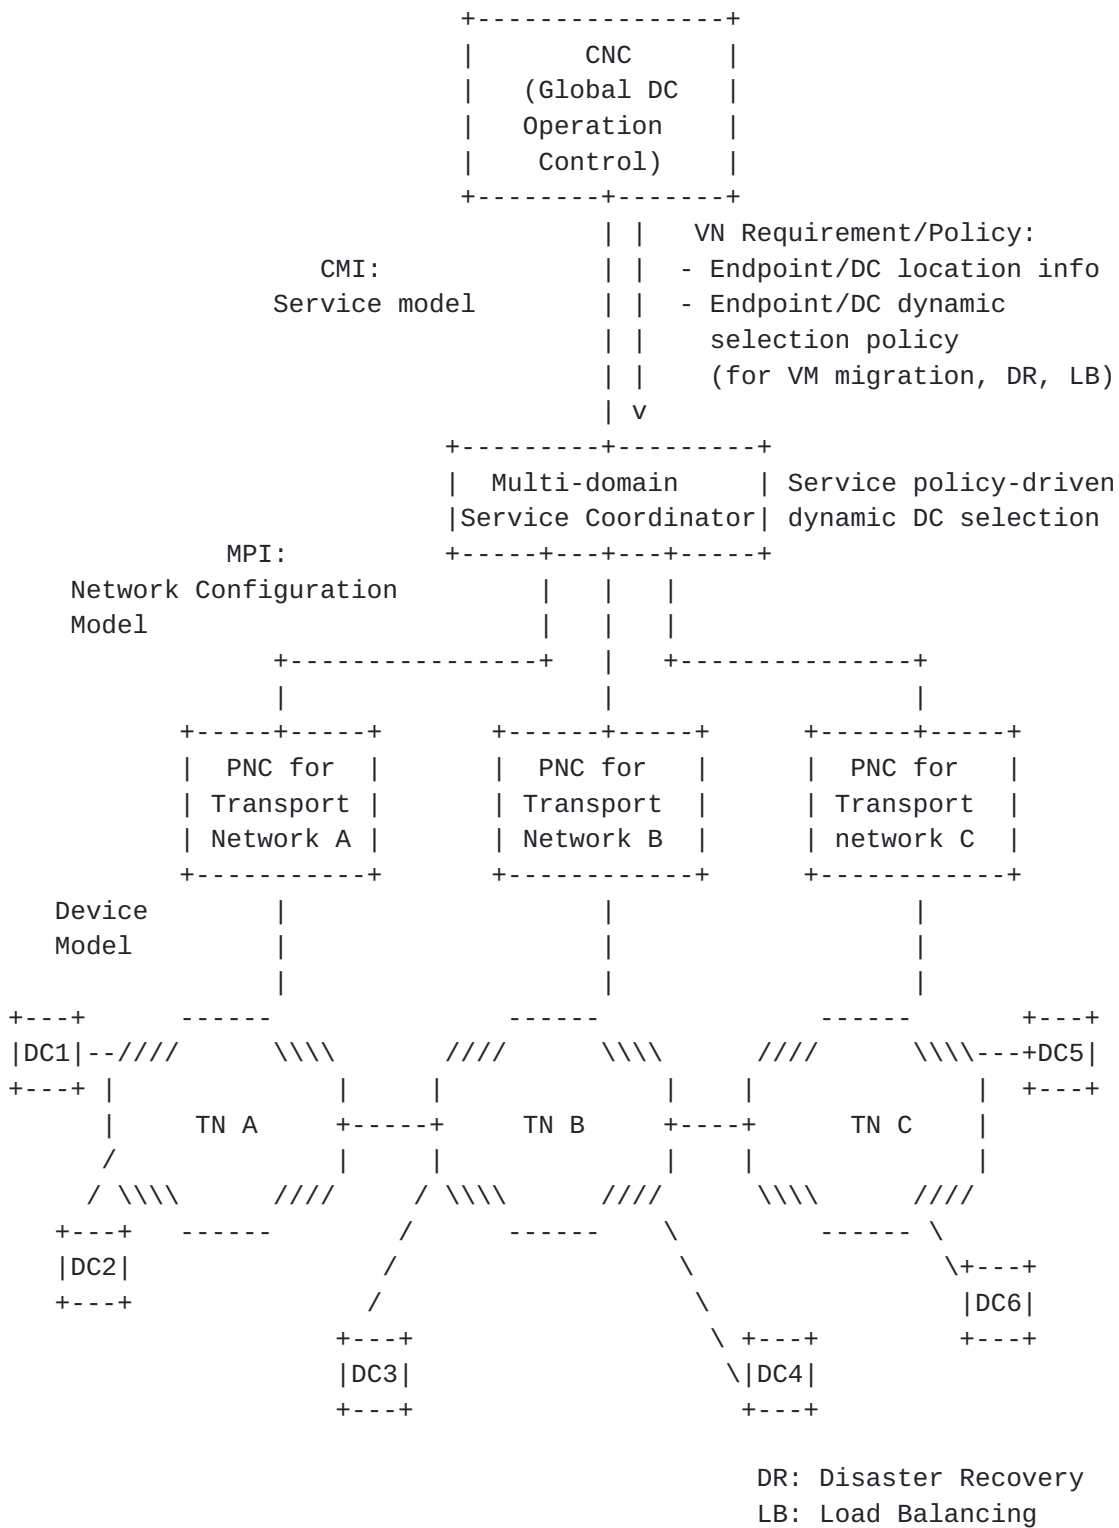 CNC
(Global DC
Operation
Control)
VN Requirement/Policy:
CMI: - Endpoint/DC location info
Service model - Endpoint/DC dynamic
selection policy
(for VM migration, DR, LB)
v
Multi-domain Service policy-driven
Service Coordinator dynamic DC selection
MPI:
Network Configuration
Model
PNC for PNC for PNC for
Transport Transport Transport
Network A Network B network C
Device
Model
DC1 DC5
TN A TN B TN C
DC2
DC6
DC3 DC4
DR: Disaster Recovery
LB: Load Balancing